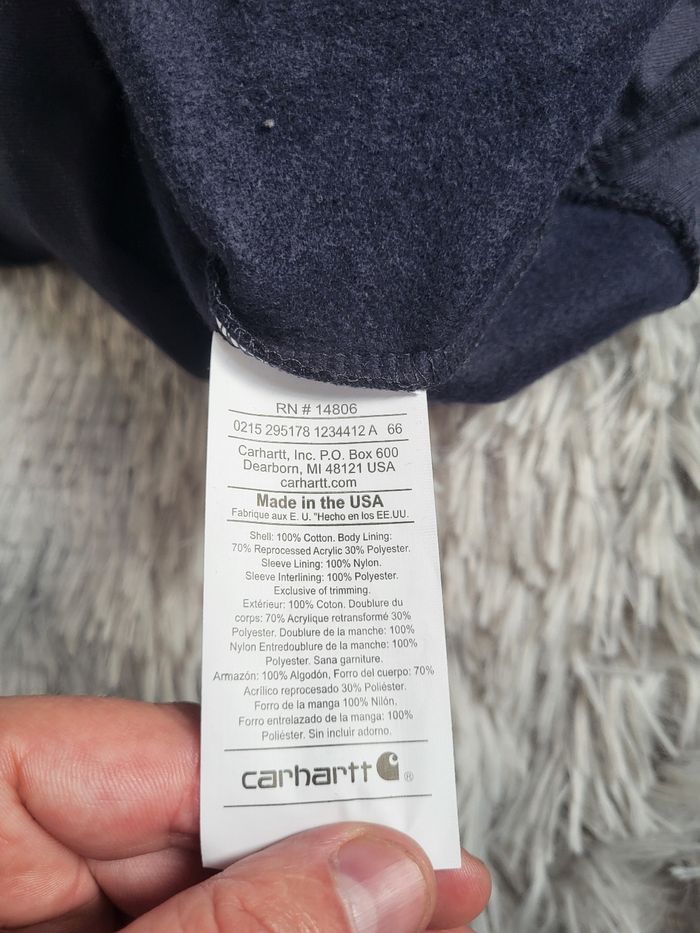 RN # 14806
0215 295178 1234412 A 66
Carhartt, Inc. P.O. Box 600
Dearborn, MI 48121 USA
carhartt.com
Made in the USA
Fabrique aux E. U. "Hecho en los EE.UU.
Shell: 100% Cotton. Body Lining:
70% Reprocessed Acrylic 30% Polyester.
Sleeve Lining: 100% Nylon.
Sleeve Interlining: 100% Polyester.
Exclusive of trimming.
Extérieur: 100% Coton. Doublure du
corps: 70% Acrylique retransformé 30%
Polyester. Doublure de la manche: 100%
Nylon Entredoublure de la manche: 100%
Polyester. Sana garniture.
Armazón: 100% Algodón, Forro del cuerpo: 70%
Acrílico reprocesado 30% Poliéster.
Forro de la manga 100% Nilón.
Forro entrelazado de la manga: 100%
Poliéster. Sin incluir adorno.
carhartt ®